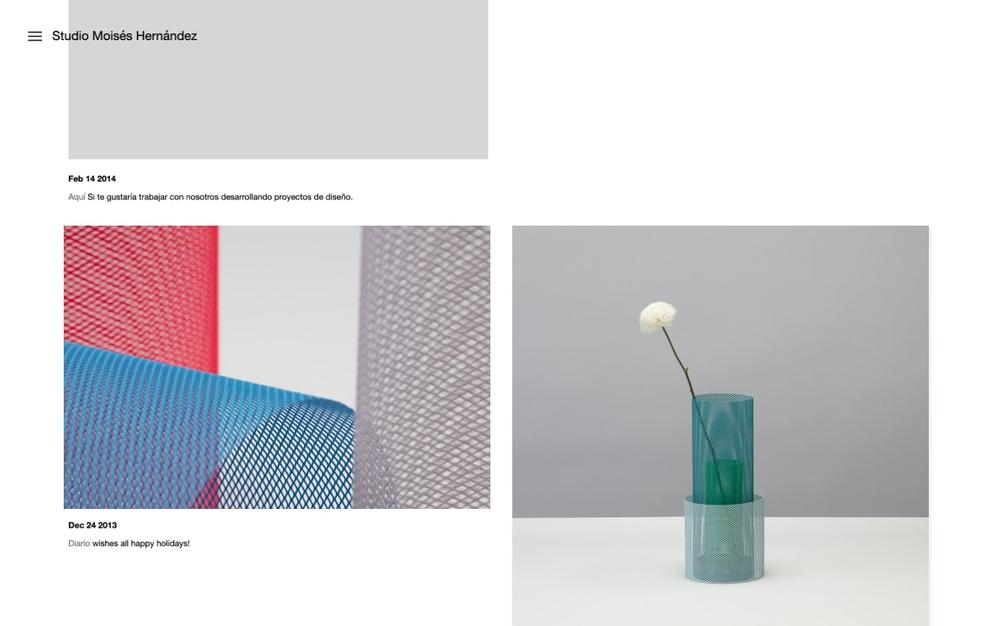 Studio Moisés Hernández
Feb 14 2014
Aquí Si te gustaría trabajar con nosotros desarrollando proyectos de diseño.
Dec 24 2013
Diario wishes all happy holidays!